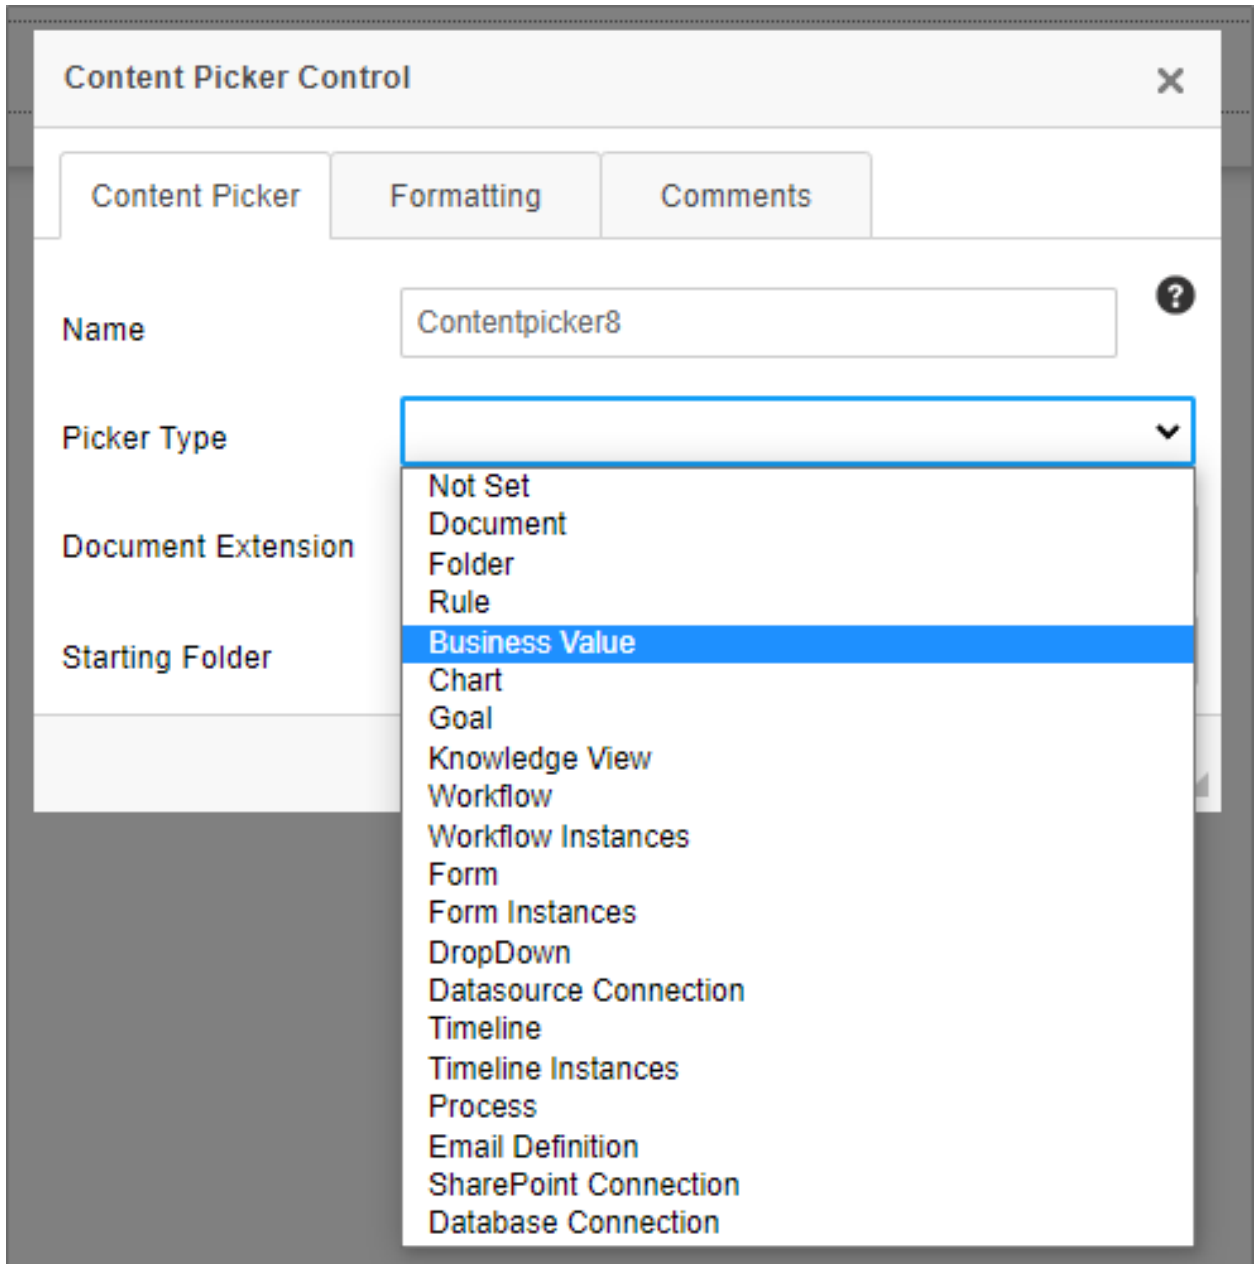 Content Picker Control
Content Picker Formatting Comments
Name Contentpicker8
Picker Type
Not Set
Document
Document Extension
Folder
Rule
Business Value
Starting Folder
Chart
Goal
Knowledge View
Workflow
Workflow Instances
Form
Form Instances
DropDown
Datasource Connection
Timeline
Timeline Instances
Process
Email Definition
SharePoint Connection
Database Connection